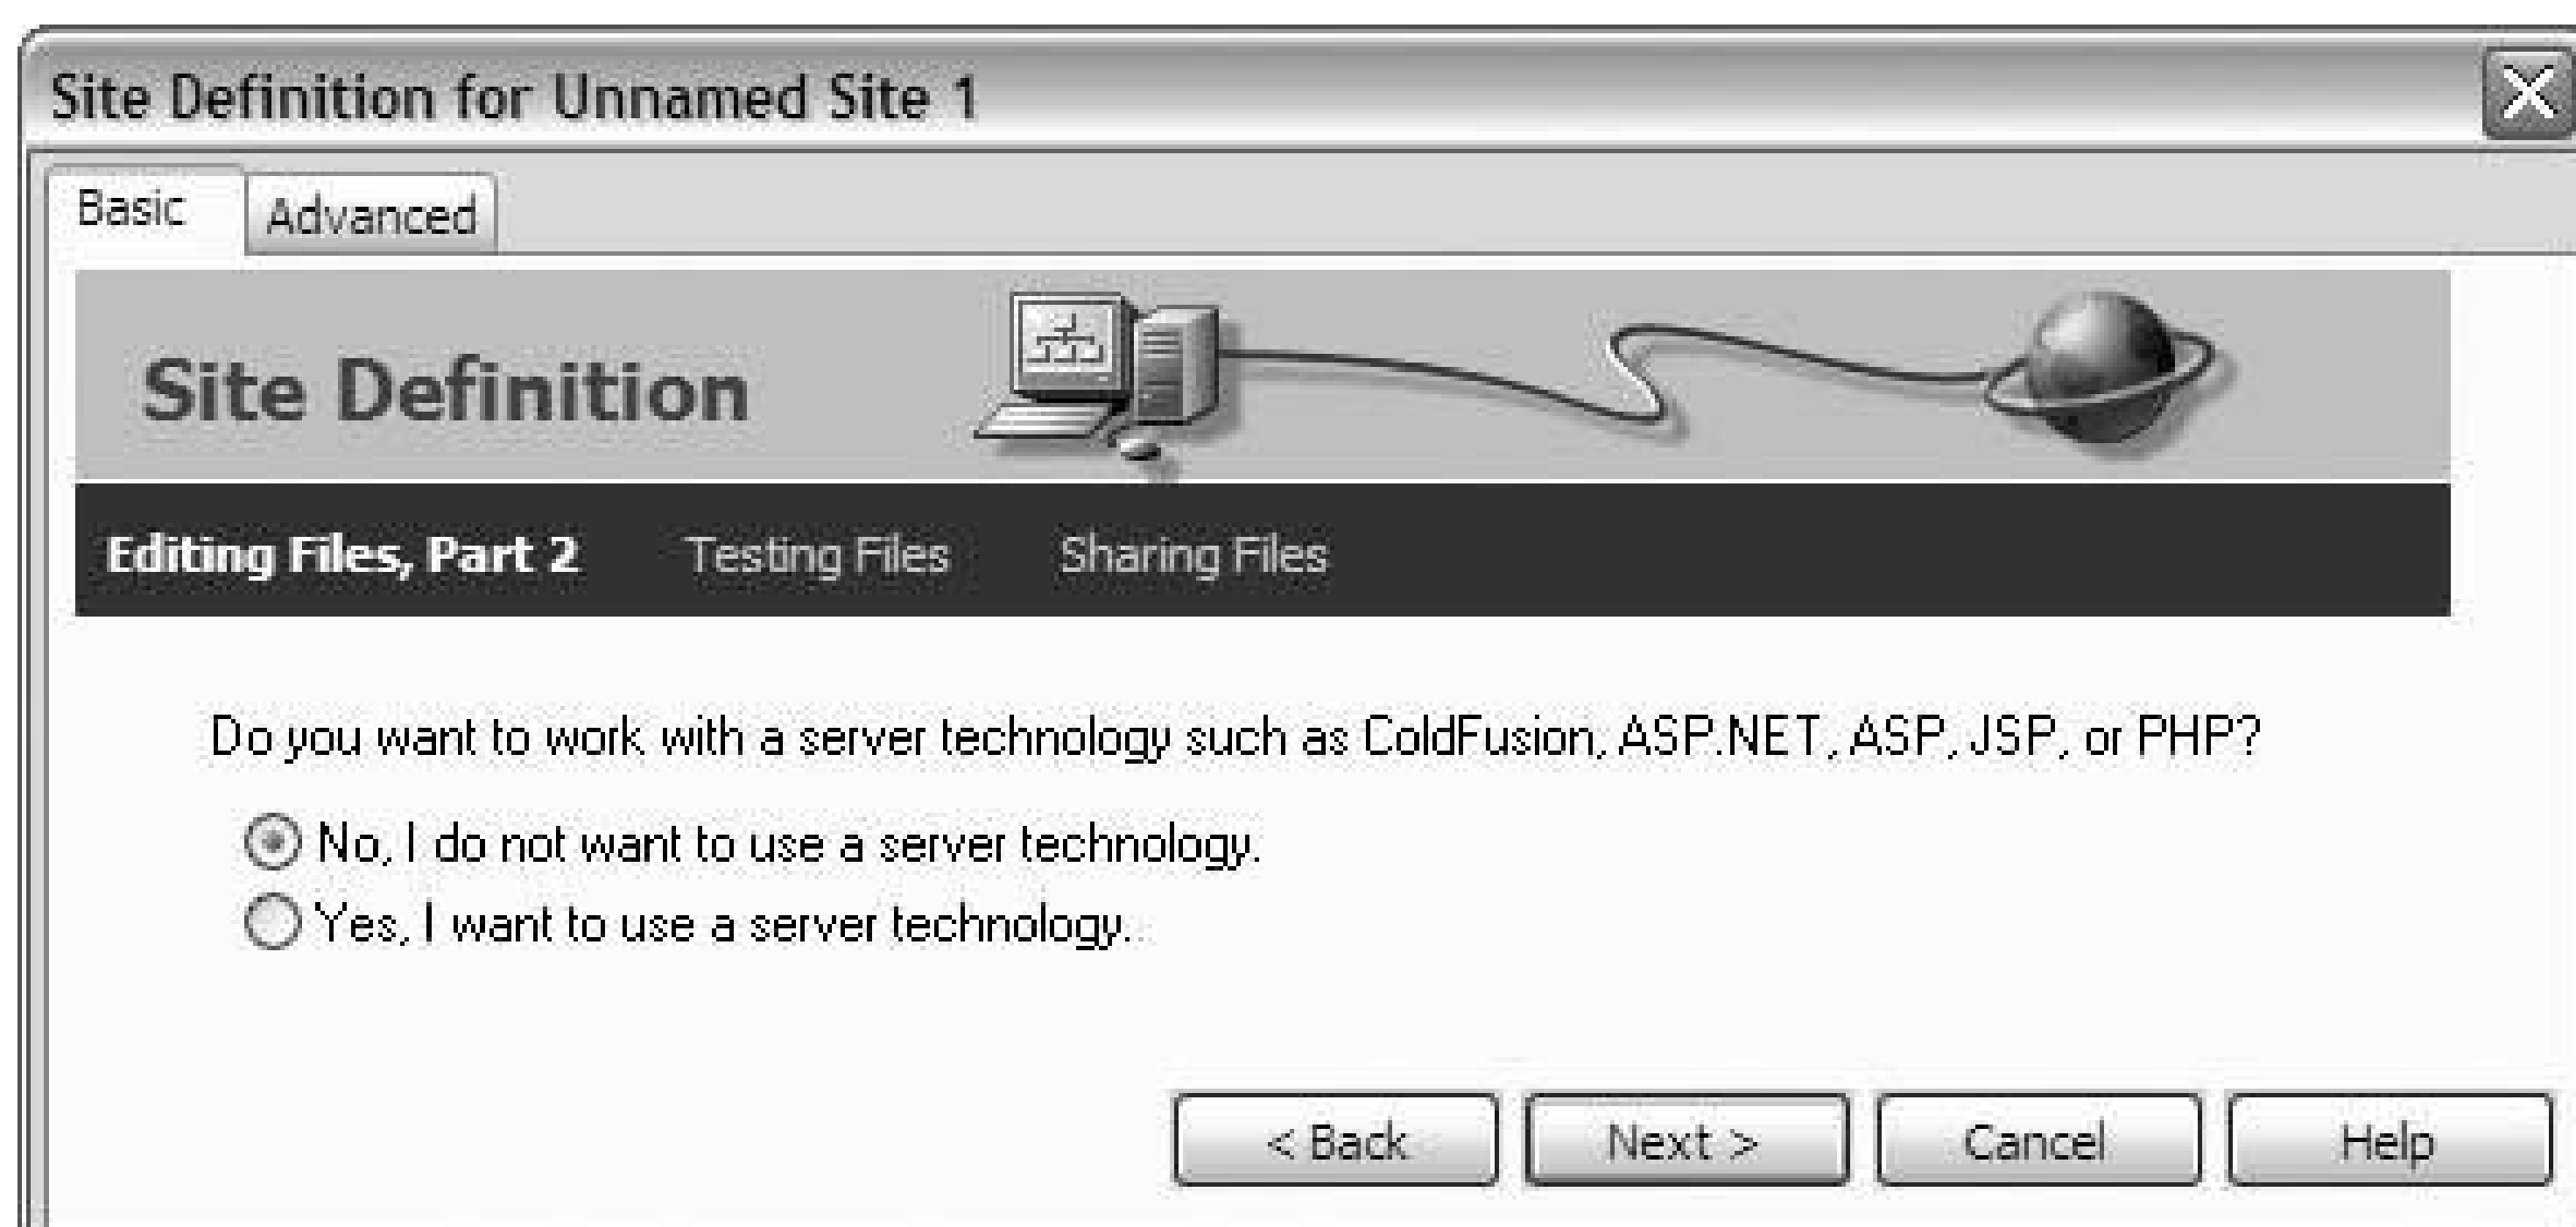 Site Definition for Unnamed Site 1
Basic Advanced
Site Definition
Editing Files, Part 2 Testing Files Sharing Files
Do you want to work with a server technology such as ColdFusion, ASP.NET, ASP, JSP, or PHP?
No, I do not want to use a server technology.
Yes, I want to use a server technology.
< Back Next > Cancel Help